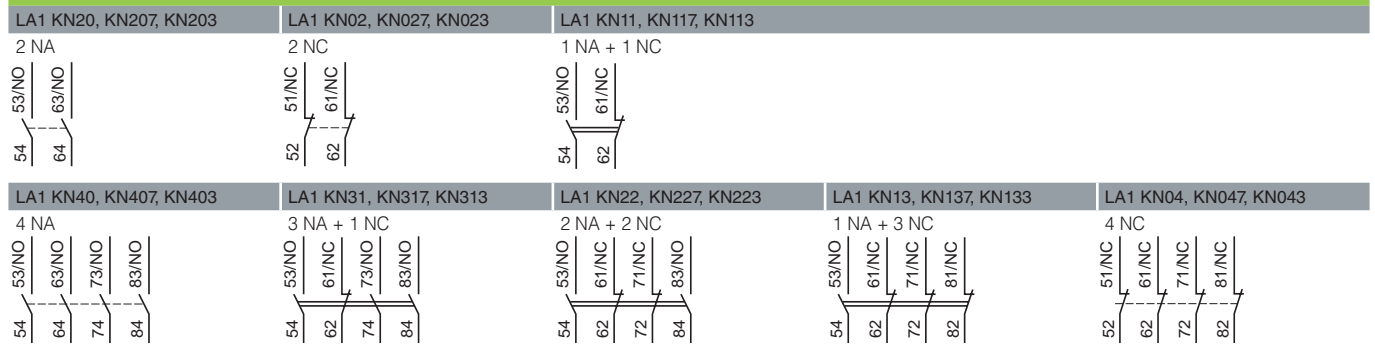 LA1 KN20, KN207, KN203
2 NA
53/NO
63/NO
54
64
LA1 KN02, KN027, KN023
2 NC
51/NC
61/NC
52
62
LA1 KN11, KN117, KN113
1 NA + 1 NC
53/NO
61/NC
54
62
LA1 KN40, KN407, KN403
4 NA
53/NO
63/NO
73/NO
83/NO
54
64
74
84
LA1 KN31, KN317, KN313
3 NA + 1 NC
53/NO
61/NC
73/NO
83/NO
54
62
74
84
LA1 KN22, KN227, KN223
2 NA + 2 NC
53/NO
61/NC
71/NC
83/NO
54
62
72
84
LA1 KN13, KN137, KN133
1 NA + 3 NC
53/NO
61/NC
71/NC
81/NC
54
62
72
82
LA1 KN04, KN047, KN043
4 NC
51/NC
61/NC
71/NC
81/NC
52
62
72
82